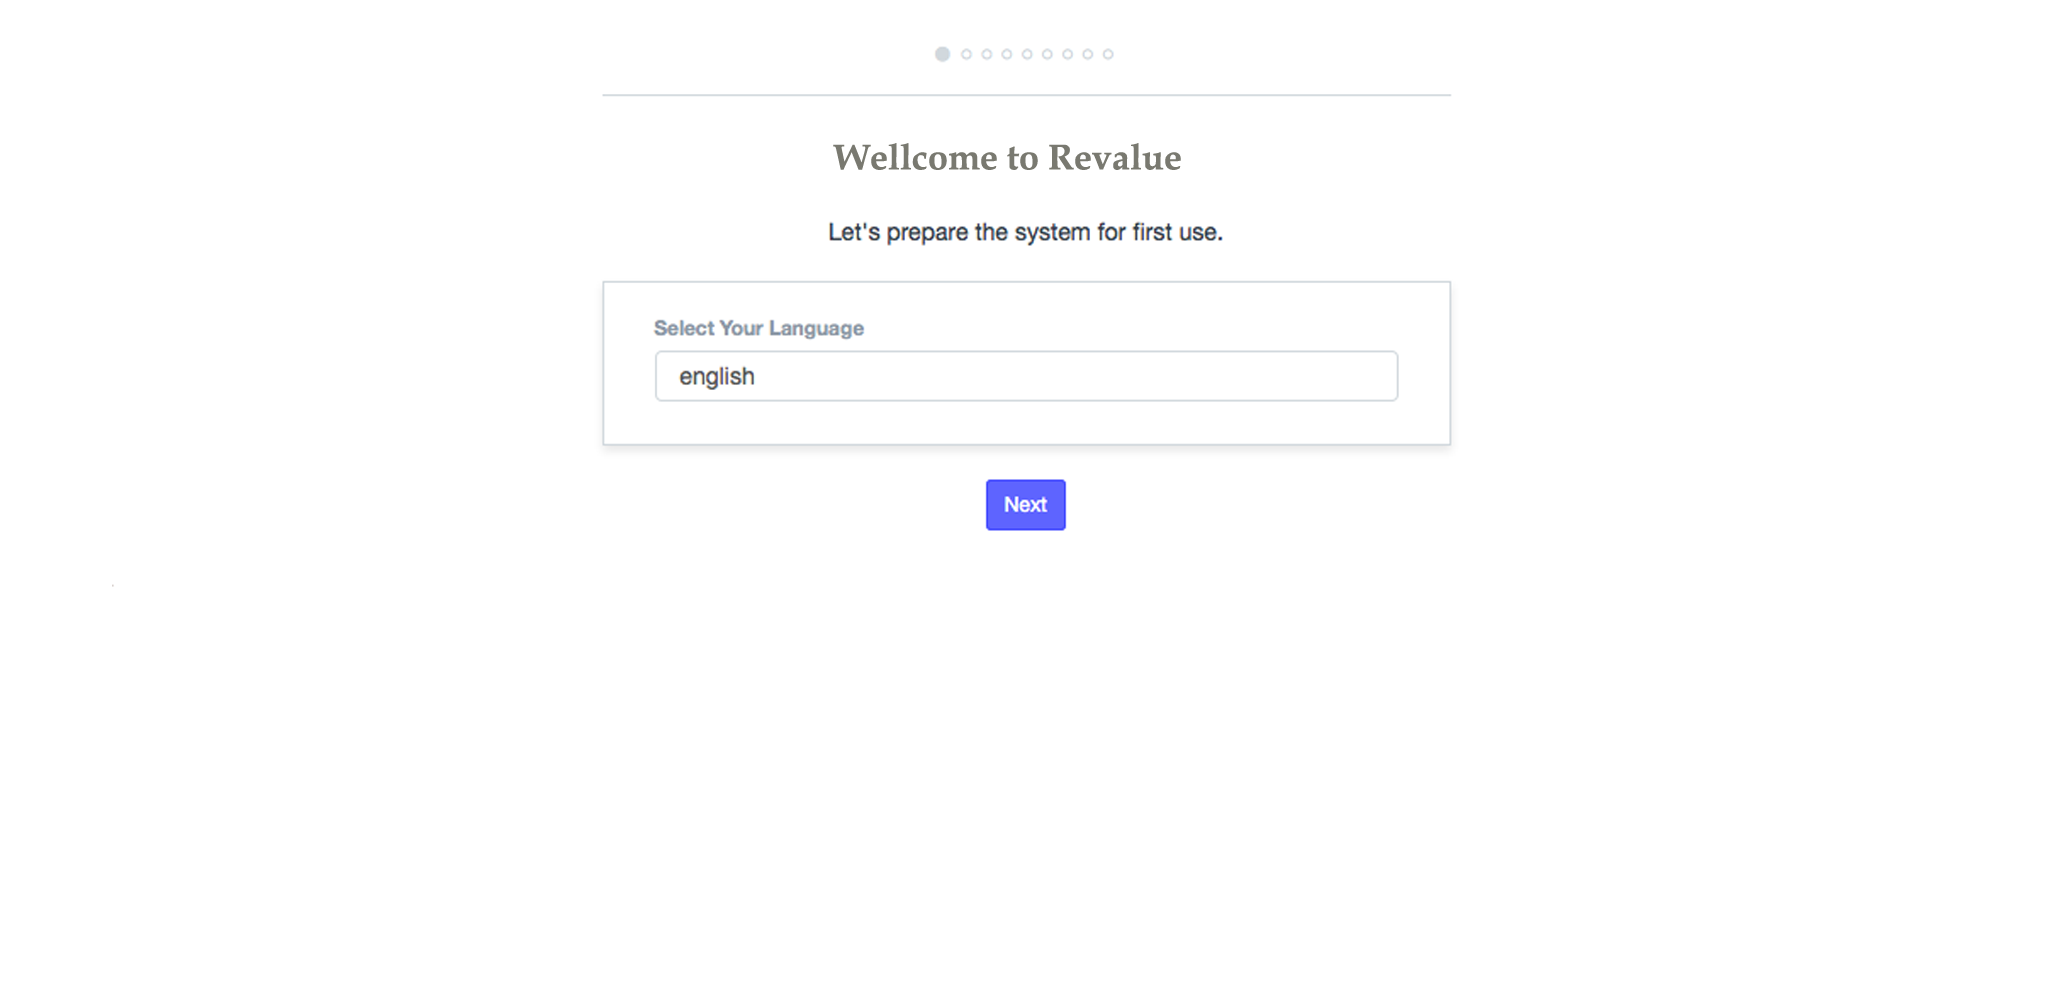 Wellcome to Revalue
Let's prepare the system for first use.
Select Your Language
english
Next